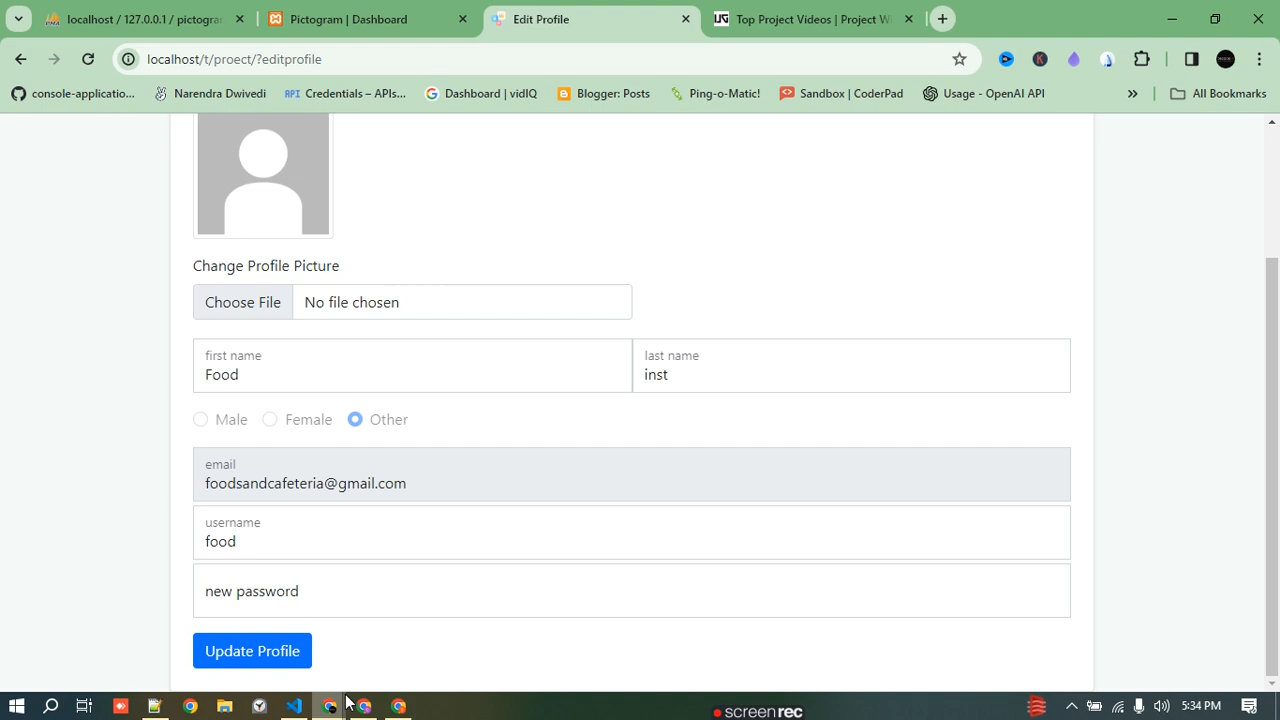 localhost / 127.0.0.1 / pictogra
Pictogram | Dashboard
Edit Profile
Top Project Videos | Project Wi
localhost/t/proect/?editprofile
console-applicatio...
Narendra Dwivedi
RPI Credentials – APIs...
Dashboard | vidIQ
Blogger: Posts
Ping-o-Matic!
Sandbox | CoderPad
Usage - OpenAI API
All Bookmarks
Change Profile Picture
Choose File
No file chosen
first name
Food
last name
inst
Male
Female
Other
email
foodsandcafeteria@gmail.com
username
food
new password
Update Profile
screenrec
5:34 PM